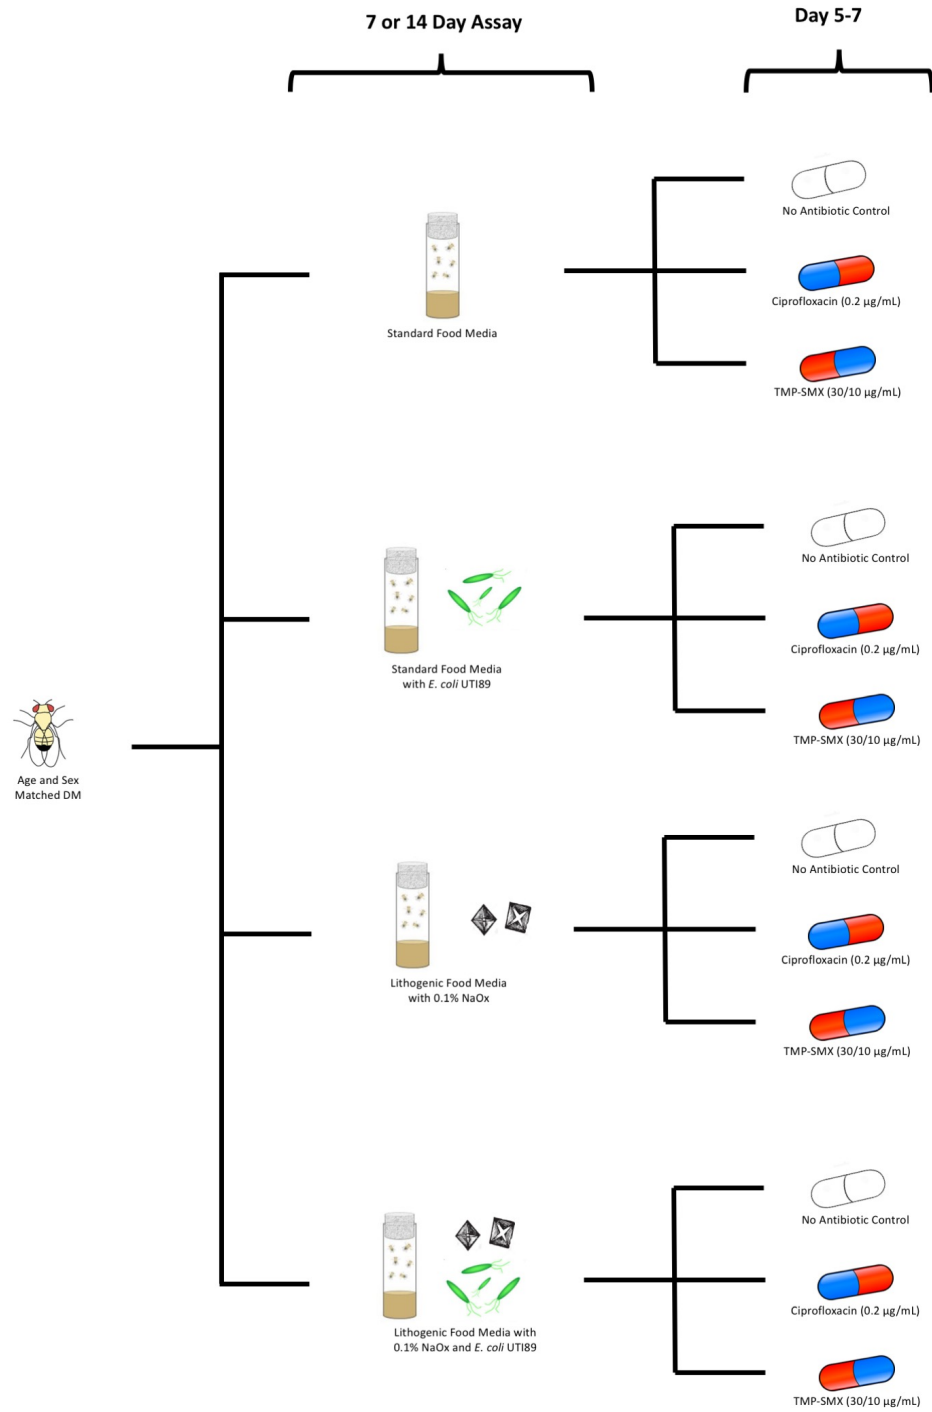 7 or 14 Day Assay
Day 5-7
No Antibiotic Control
Ciprofloxacin (0.2 µg/mL)
TMP-SMX (30/10 µg/mL)
Standard Food Media
No Antibiotic Control
Ciprofloxacin (0.2 µg/mL)
TMP-SMX (30/10 µg/mL)
Standard Food Media
with E. coli UTI89
Age and Sex
Matched DM
No Antibiotic Control
Ciprofloxacin (0.2 µg/mL)
TMP-SMX (30/10 µg/mL)
Lithogenic Food Media
with 0.1% NaOx
No Antibiotic Control
Ciprofloxacin (0.2 µg/mL)
TMP-SMX (30/10 µg/mL)
Lithogenic Food Media with
0.1% NaOx and E. coli UTI89